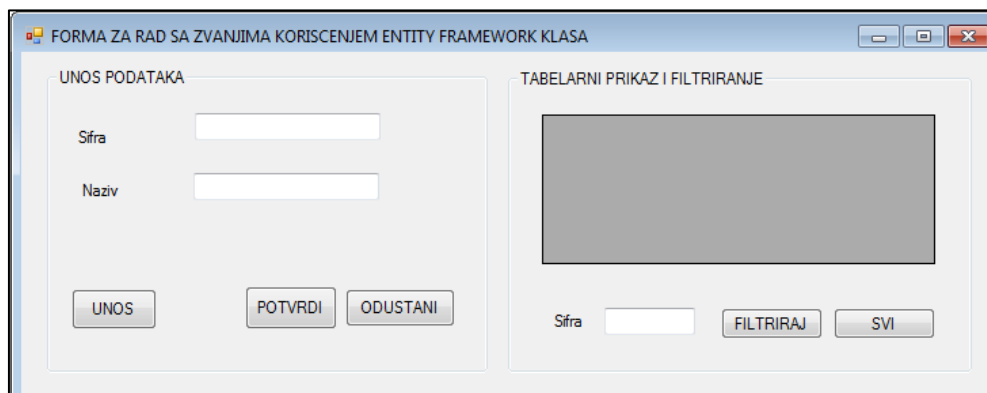 FORMA ZA RAD SA ZVANJIMA KORISCENJEM ENTITY FRAMEWORK KLASA
UNOS PODATAKA
Sifra
Naziv
UNOS
POTVRDI
ODUSTANI
TABELARNI PRIKAZ I FILTRIRANJE
Sifra
FILTRIRAJ
SVI